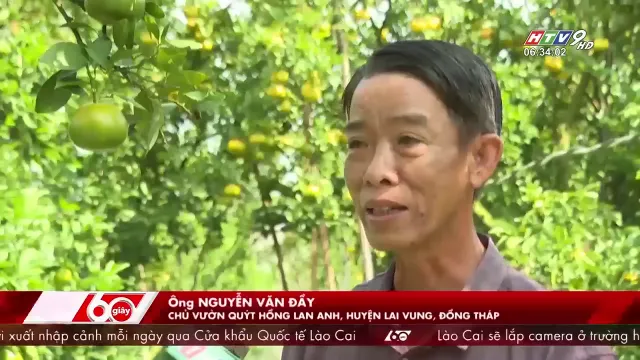 HTV9 HD
06:34:02
60 giây
Ông NGUYỄN VĂN ĐẦY
CHỦ VƯỜN QUÝT HỒNG LAN ANH, HUYỆN LAI VUNG, ĐỒNG THÁP
i xuất nhập cảnh mỗi ngày qua Cửa khẩu Quốc tế Lào Cai 60 Lào Cai sẽ lắp camera ở trường h